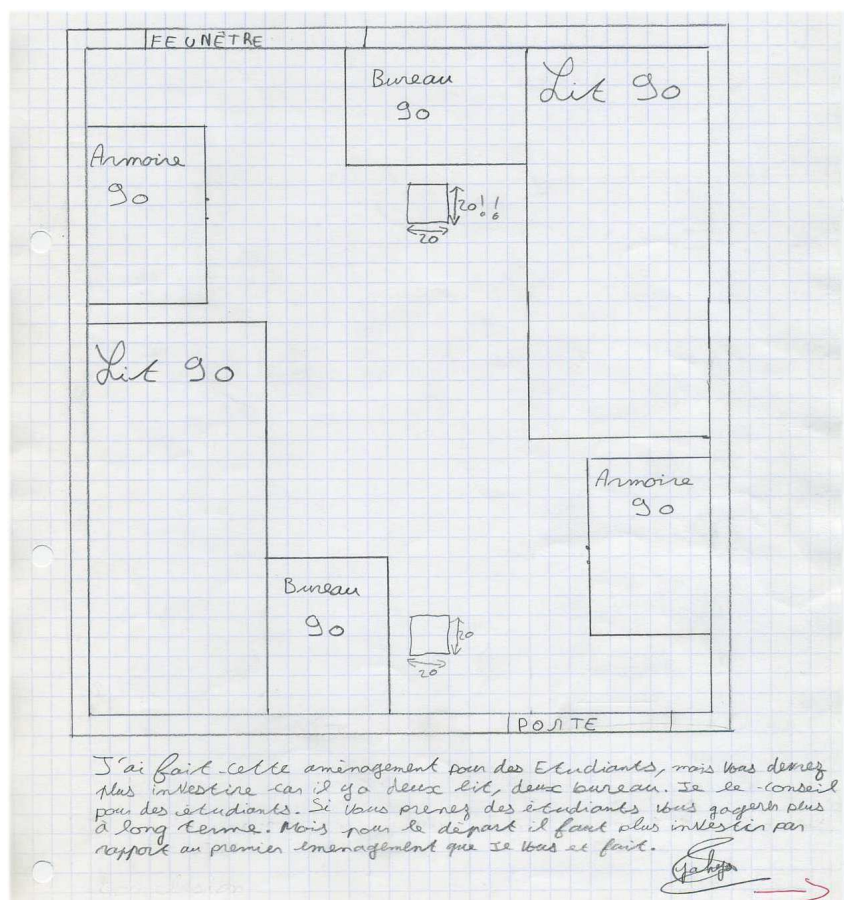 FEUNÊTRE
Bureau
90
Lit 90
Armoire
90
20!!
20
Lit 90
Armoire
90
Bureau
90
20
20
PORTE
J'ai fait cette aménagement pour des Etudiants, mais vous devrez
plus investire car il y a deux lit, deux bureau. Je le conseil
pour des étudiants. Si vous prenez des étudiants vous gagerer plus
à long terme. Mais pour le départ il faut plus investir par
rapport au premier emenagement que je vous et fait.